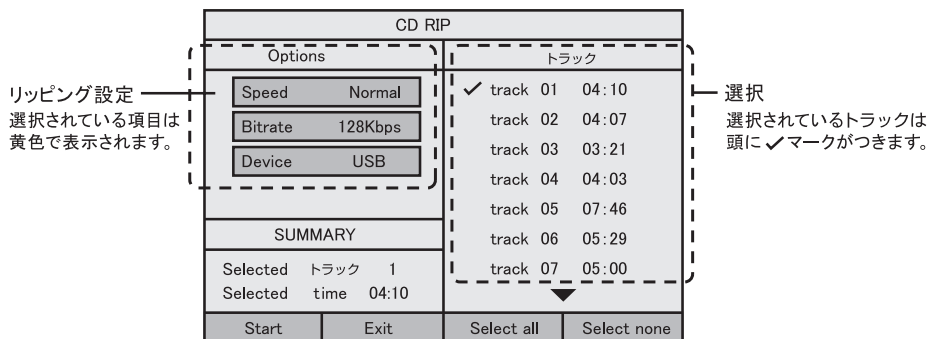 CD RIP
Options
Speed Normal
Bitrate 128Kbps
Device USB
SUMMARY
Selected トラック 1
Selected time 04:10
トラック
✓ track 01 04:10
track 02 04:07
track 03 03:21
track 04 04:03
track 05 07:46
track 06 05:29
track 07 05:00
Start Exit Select all Select none
リッピング設定
選択されている項目は
黄色で表示されます。
選択
選択されているトラックは
頭に✓マークがつきます。